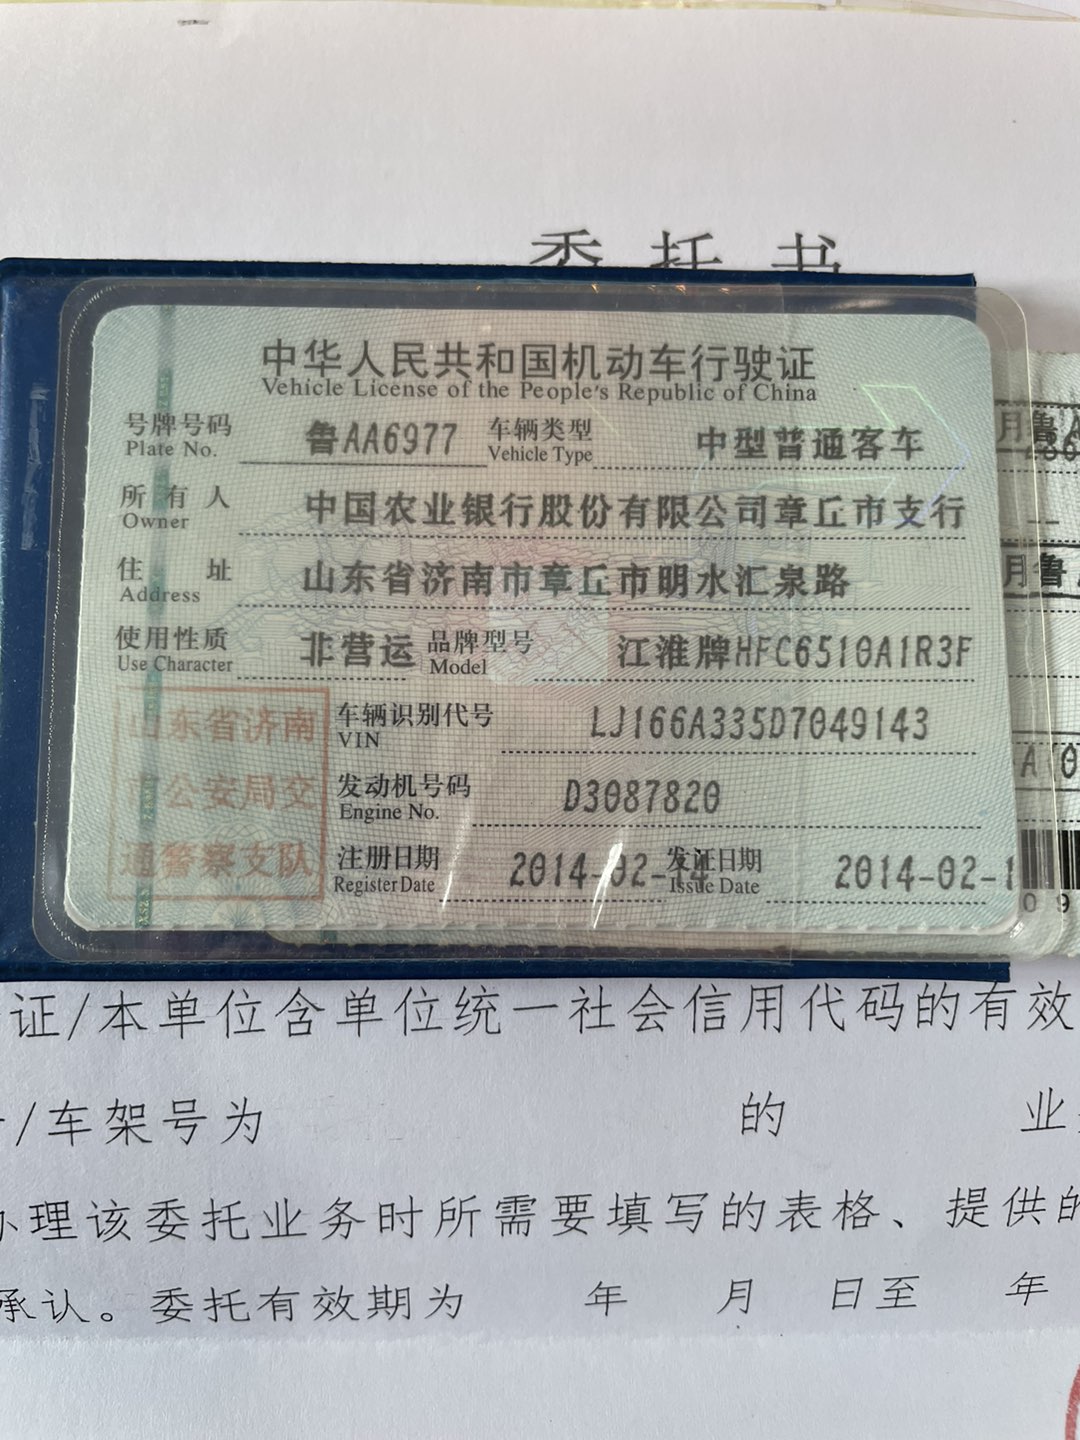 委托书
中华人民共和国机动车行驶证
Vehicle License of the People's Republic of China
号牌号码 鲁AA6977 车辆类型 中型普通客车
Plate No. Vehicle Type
所有人 中国农业银行股份有限公司章丘市支行
Owner
住址 山东省济南市章丘市明水汇泉路
Address
使用性质 非营运 品牌型号 江淮牌HFC6510A1R3F
Use Character Model
山东省济南
市公安局交
通警察支队
车辆识别代号 LJ166A335D7049143
VIN
发动机号码 D3087820
Engine No.
注册日期 2014-02-14 发证日期 2014-02-1
Register Date Issue Date
证/本单位含单位统一社会信用代码的有效
/车架号为 的 业
办理该委托业务时所需要填写的表格、提供的
承认。委托有效期为 年 月 日至 年